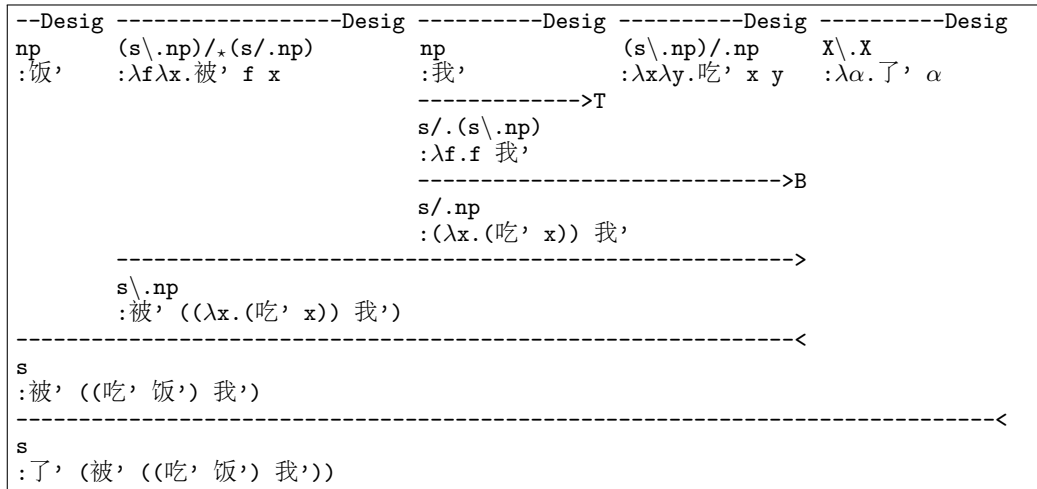 --Desig ------------------Desig ----------Desig ----------Desig ----------Desig
np (s\.np)/⋆(s/.np) np (s\.np)/.np X\.X
:饭’ :λfλx.被’ f x :我’ :λxλy.吃’ x y :λα.了’ α
------------->T
s/.(s\.np)
:λf.f 我’
----------------------------->B
s/.np
:(λx.(吃’ x)) 我’
------------------------------------------------------>
s\.np
:被’ ((λx.(吃’ x)) 我’)
--------------------------------------------------------------<
s
:被’ ((吃’ 饭’) 我’)
------------------------------------------------------------------------------<
s
:了’ (被’ ((吃’ 饭’) 我’))